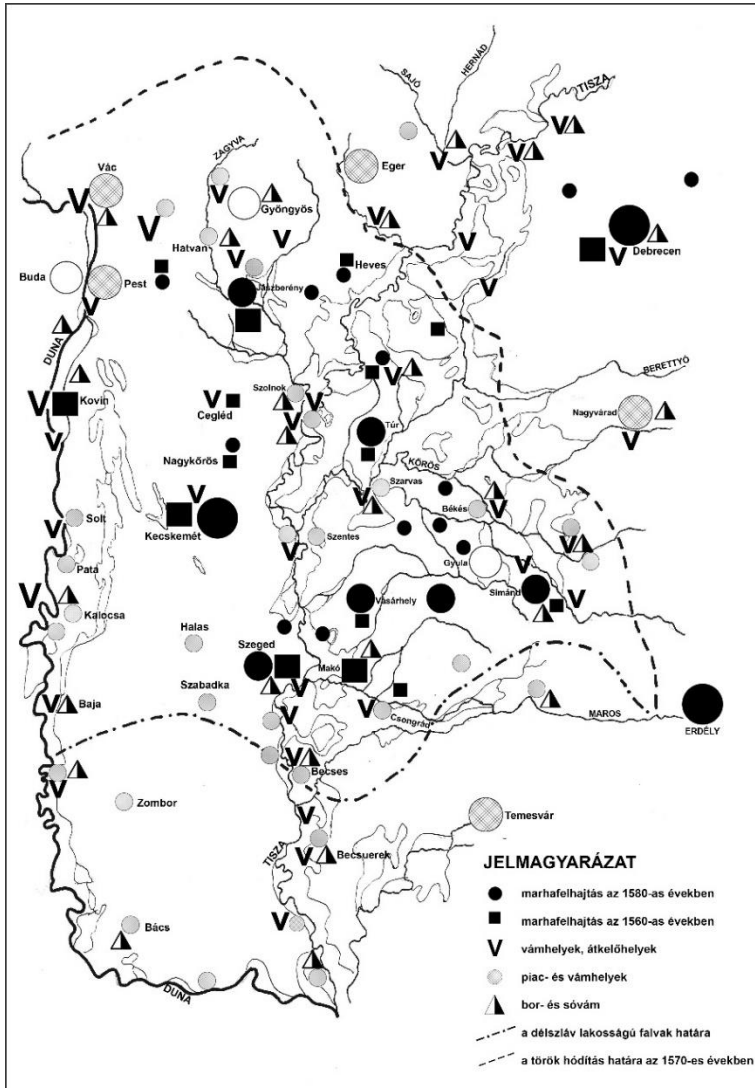 SAJÓ
HERNÁD
TISZA
ZAGYVA
Vác
Eger
Gyöngyös
Hatvan
Debrecen
Heves
Buda
Pest
Jászberény
DUNA
BERETTYÓ
Szolnok
Kovin
Cegléd
Nagyvárad
Túr
Nagykőrös
KŐRÖS
Szarvas
Békés
Solt
Kecskemét
Szentes
Gyula
Pata
Simánd
Vásárhely
Kalocsa
Halas
Szeged
Makó
Szabadka
Baja
Csongrád
MAROS
ERDÉLY
Becses
Zombor
Temesvár
TISZA
Becsuerek
Bács
DUNA
JELMAGYARÁZAT
marhafelhajtás az 1580-as években
marhafelhajtás az 1560-as években
V vámhelyek, átkelőhelyek
piac- és vámhelyek
bor- és sóvám
a délszláv lakosságú falvak határa
a török hódítás határa az 1570-es években